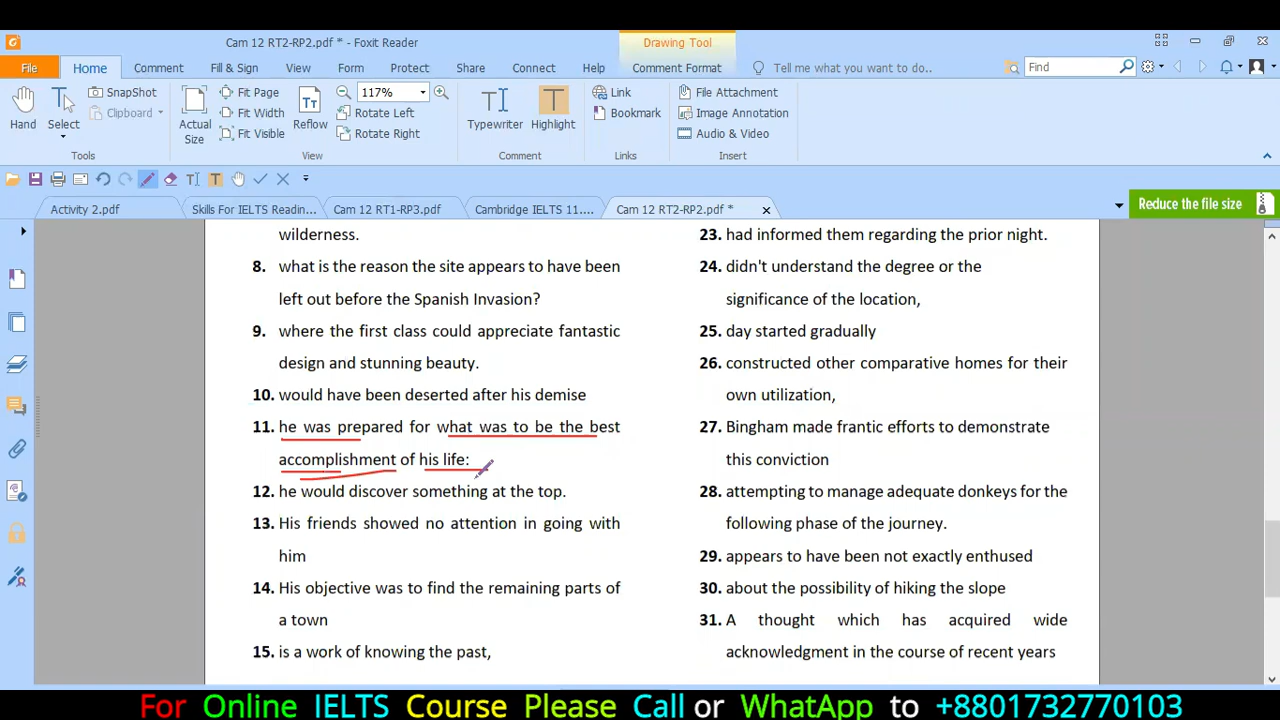 Cam 12 RT2-RP2.pdf * - Foxit Reader
Drawing Tool
File Home Comment Fill & Sign View Form Protect Share Connect Help Comment Format Tell me what you want to do.. Find
Hand
Select
SnapShot
Clipboard
Tools
Actual Size
Fit Page
Fit Width
Fit Visible
Reflow
117%
Rotate Left
Rotate Right
View
Typewriter
Highlight
Comment
Link
Bookmark
Links
File Attachment
Image Annotation
Audio & Video
Insert
Activity 2.pdf Skills For IELTS Readin... Cam 12 RT1-RP3.pdf Cambridge IELTS 11.... Cam 12 RT2-RP2.pdf * Reduce the file size
wilderness.
8. what is the reason the site appears to have been
left out before the Spanish Invasion?
9. where the first class could appreciate fantastic
design and stunning beauty.
10. would have been deserted after his demise
11. he was prepared for what was to be the best
accomplishment of his life:
12. he would discover something at the top.
13. His friends showed no attention in going with
him
14. His objective was to find the remaining parts of
a town
15. is a work of knowing the past,
23. had informed them regarding the prior night.
24. didn't understand the degree or the
significance of the location,
25. day started gradually
26. constructed other comparative homes for their
own utilization,
27. Bingham made frantic efforts to demonstrate
this conviction
28. attempting to manage adequate donkeys for the
following phase of the journey.
29. appears to have been not exactly enthused
30. about the possibility of hiking the slope
31. A thought which has acquired wide
acknowledgment in the course of recent years
For Online IELTS Course Please Call or WhatApp to +8801732770103